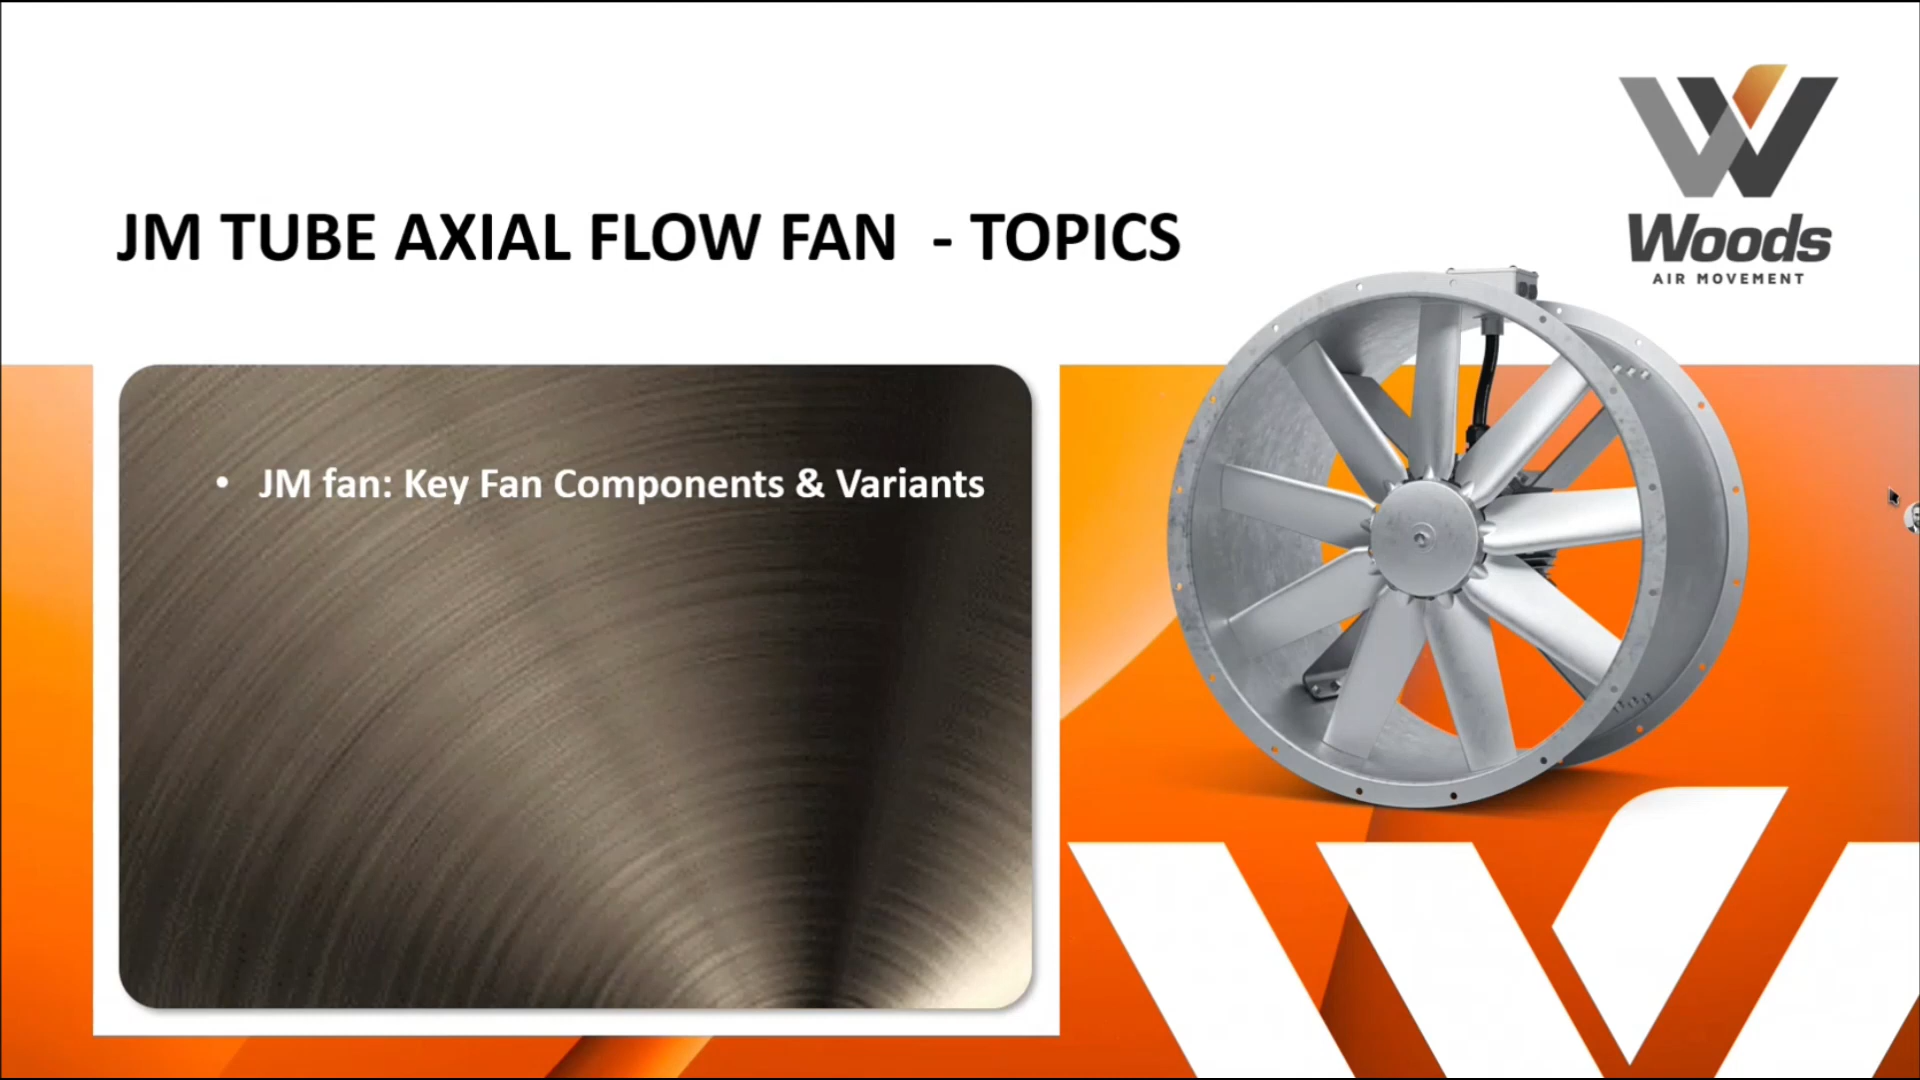 JM TUBE AXIAL FLOW FAN - TOPICS
Woods
AIR MOVEMENT
• JM fan: Key Fan Components & Variants